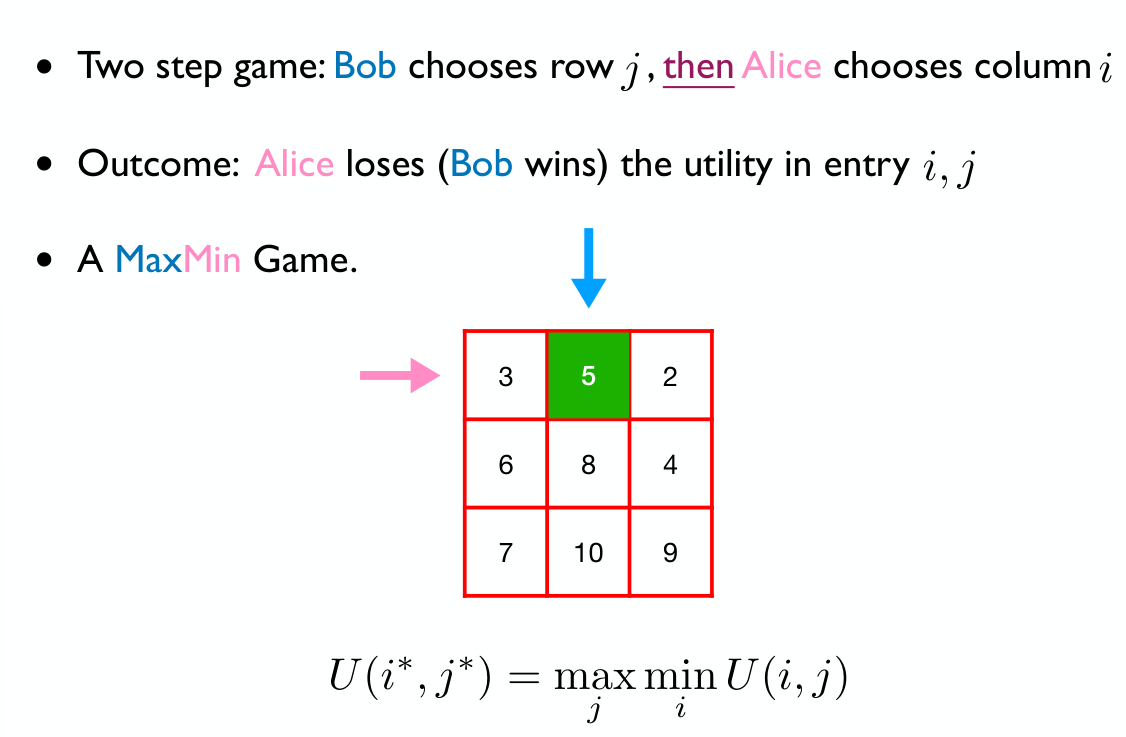 • Two step game: Bob chooses row j, then Alice chooses column i
• Outcome: Alice loses (Bob wins) the utility in entry i, j
• A MaxMin Game.
3 5 2
6 8 4
7 10 9
U(i*, j*) = max_j min_i U(i, j)